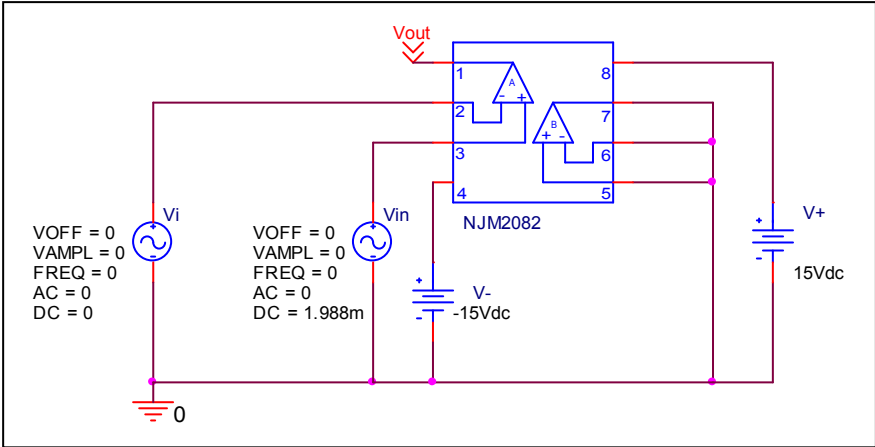 Vout
1
2
3
4
8
7
6
5
A
- +
B
+ -
NJM2082
Vi
+
-
VOFF = 0
VAMPL = 0
FREQ = 0
AC = 0
DC = 0
Vin
+
-
VOFF = 0
VAMPL = 0
FREQ = 0
AC = 0
DC = 1.988m
+
-
V-
-15Vdc
+
-
V+
15Vdc
0